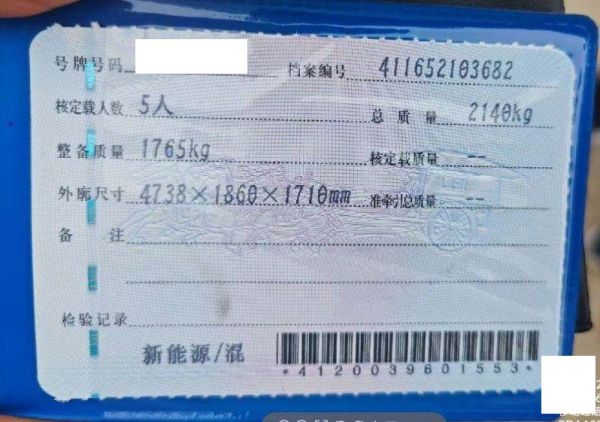 号牌号码 档案编号 411652103682
核定载人数 5人 总质量 2140kg
整备质量 1765kg 核定载质量 --
外廓尺寸 4738×1860×1710mm 准牵引总质量 --
备注
检验记录
新能源/混
*4120039601553*